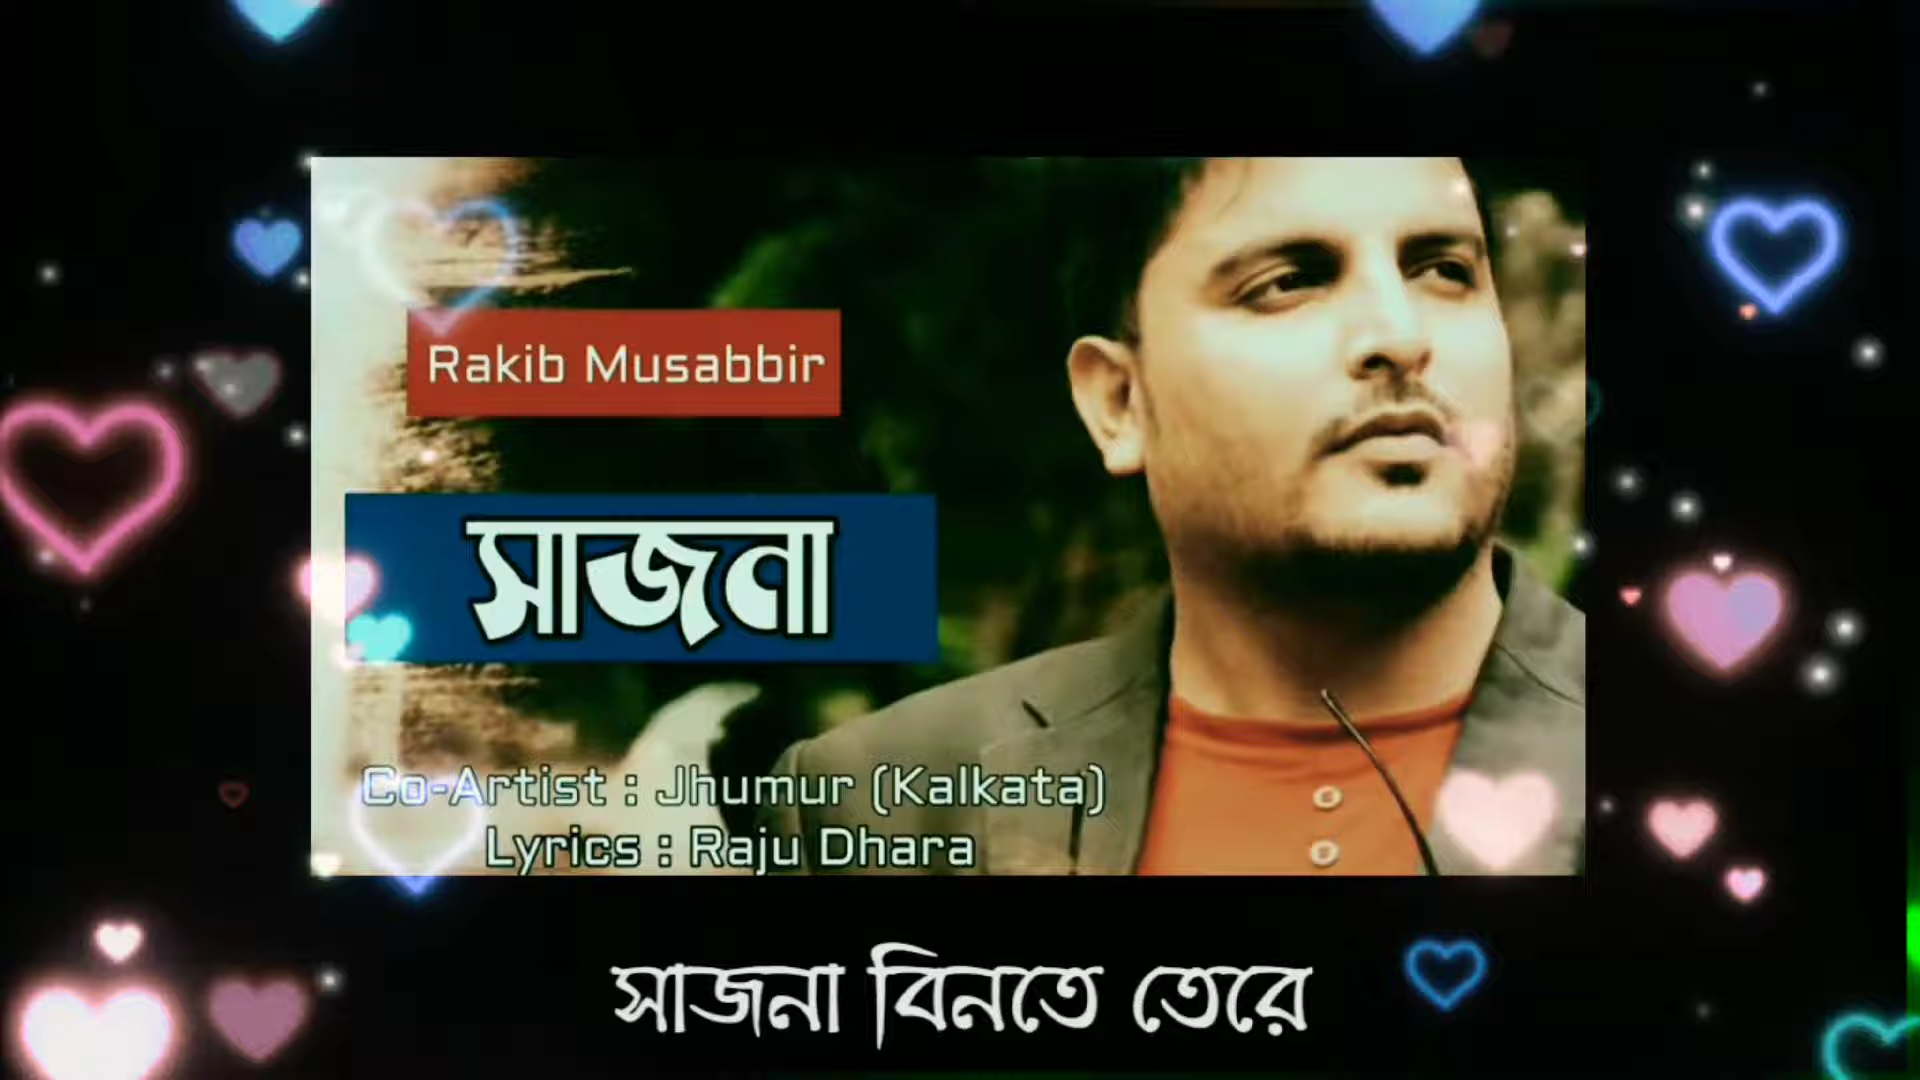 Rakib Musabbir
সাজনা
Co-Artist : Jhumur (Kalkata)
Lyrics : Raju Dhara
সাজনা বিনতে তেরে